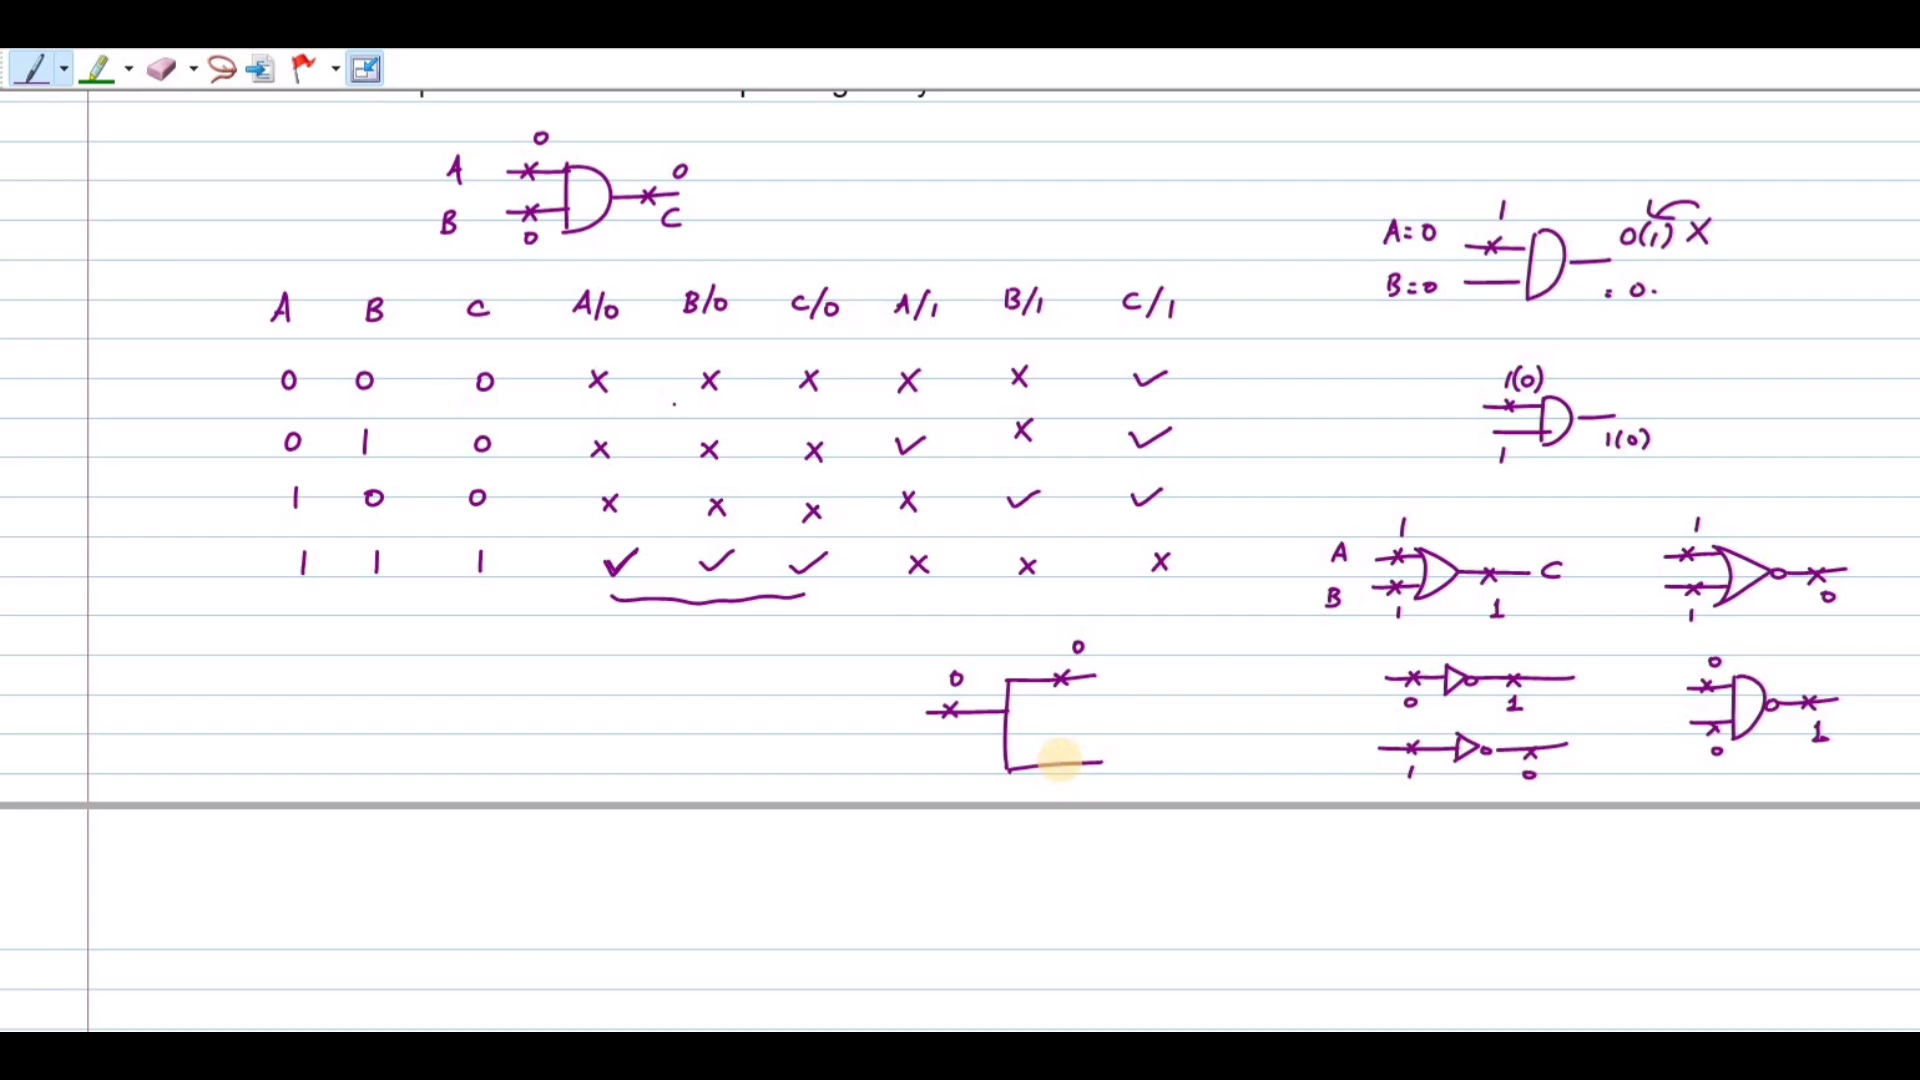 0
A 0
B C
0
A B C A/0 B/0 C/0 A/1 B/1 C/1
0 0 0 x x x x x ✓
0 1 0 x x x ✓ x ✓
1 0 0 x x x x ✓ ✓
1 1 1 ✓ ✓ ✓ x x x
0
0
1
A=0 0(1) X
B=0 : 0.
1(0)
1 1(0)
1
A C
B
1 1
1
0
1
0 1
1 0
0
0 1